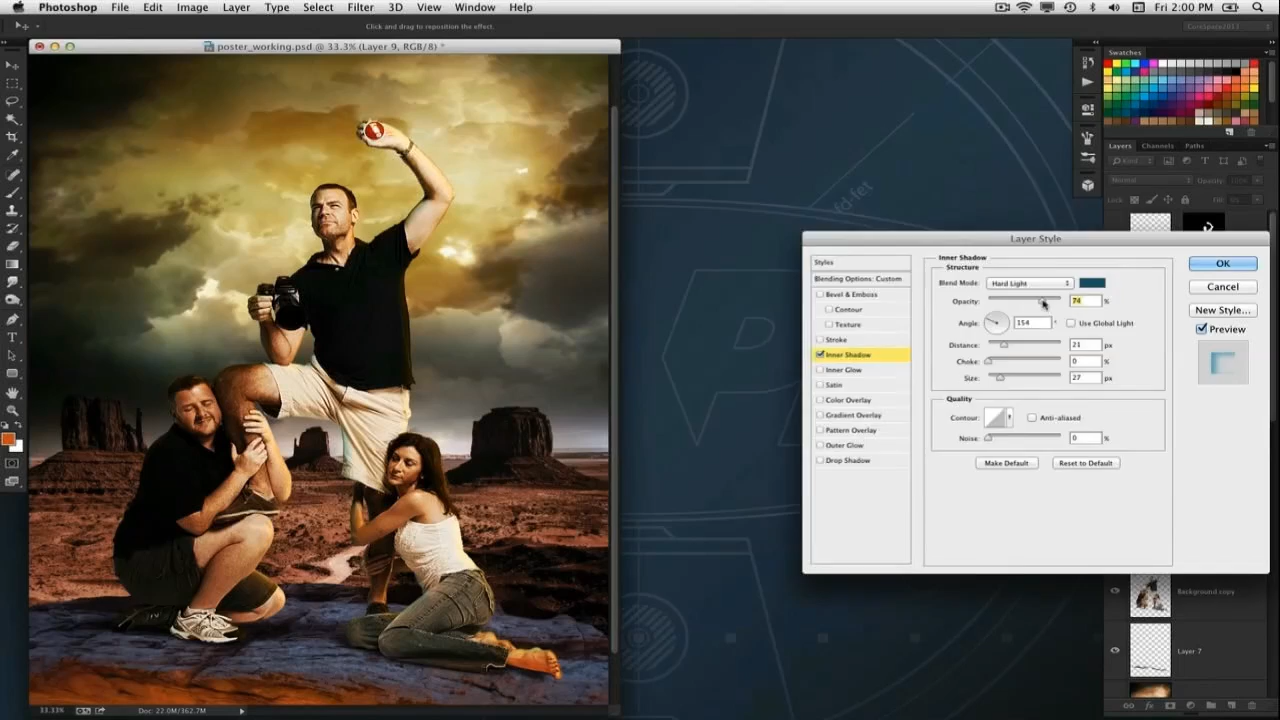 Photoshop File Edit Image Layer Type Select Filter 3D View Window Help Fri 2:00 PM
Click and drag to reposition the effect.
poster_working.psd @ 33.3% (Layer 9, RGB/8) *
Swatches
Layers Channels Paths
Kind
Normal Opacity: 100%
Lock: Fill:
fd-fet
Layer Style
Styles
Blending Options: Custom
Bevel & Emboss
Contour
Texture
Stroke
Inner Shadow
Inner Glow
Satin
Color Overlay
Gradient Overlay
Pattern Overlay
Outer Glow
Drop Shadow
Inner Shadow
Structure
Blend Mode: Hard Light
Opacity: 74 %
Angle: 154 ° Use Global Light
Distance: 21 px
Choke: 0 %
Size: 27 px
Quality
Contour: Anti-aliased
Noise: 0 %
Make Default Reset to Default
OK
Cancel
New Style...
Preview
Background copy
Layer 7
33.33% Doc: 22.0M/362.7M